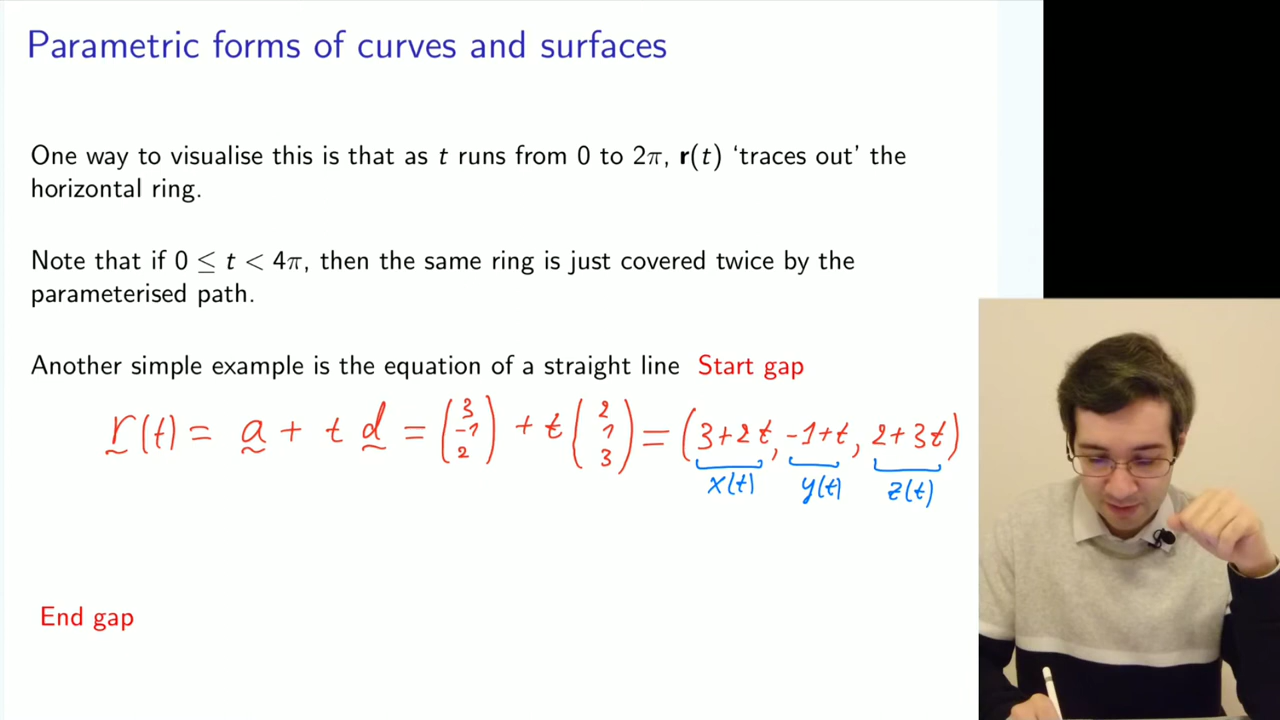 Parametric forms of curves and surfaces
One way to visualise this is that as t runs from 0 to 2π, r(t) ‘traces out’ the
horizontal ring.
Note that if 0 ≤ t < 4π, then the same ring is just covered twice by the
parameterised path.
Another simple example is the equation of a straight line Start gap
r(t) = a + t d = (3 -1 2) + t (2 1 3) = (3+2t, -1+t, 2+3t)
x(t) y(t) z(t)
End gap